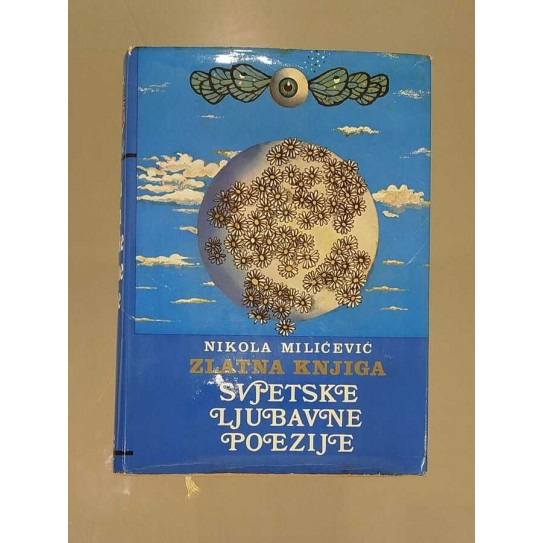 NIKOLA MILIĆEVIĆ
ZLATNA KNJIGA
SVJETSKE
LJUBAVNE
POEZIJE